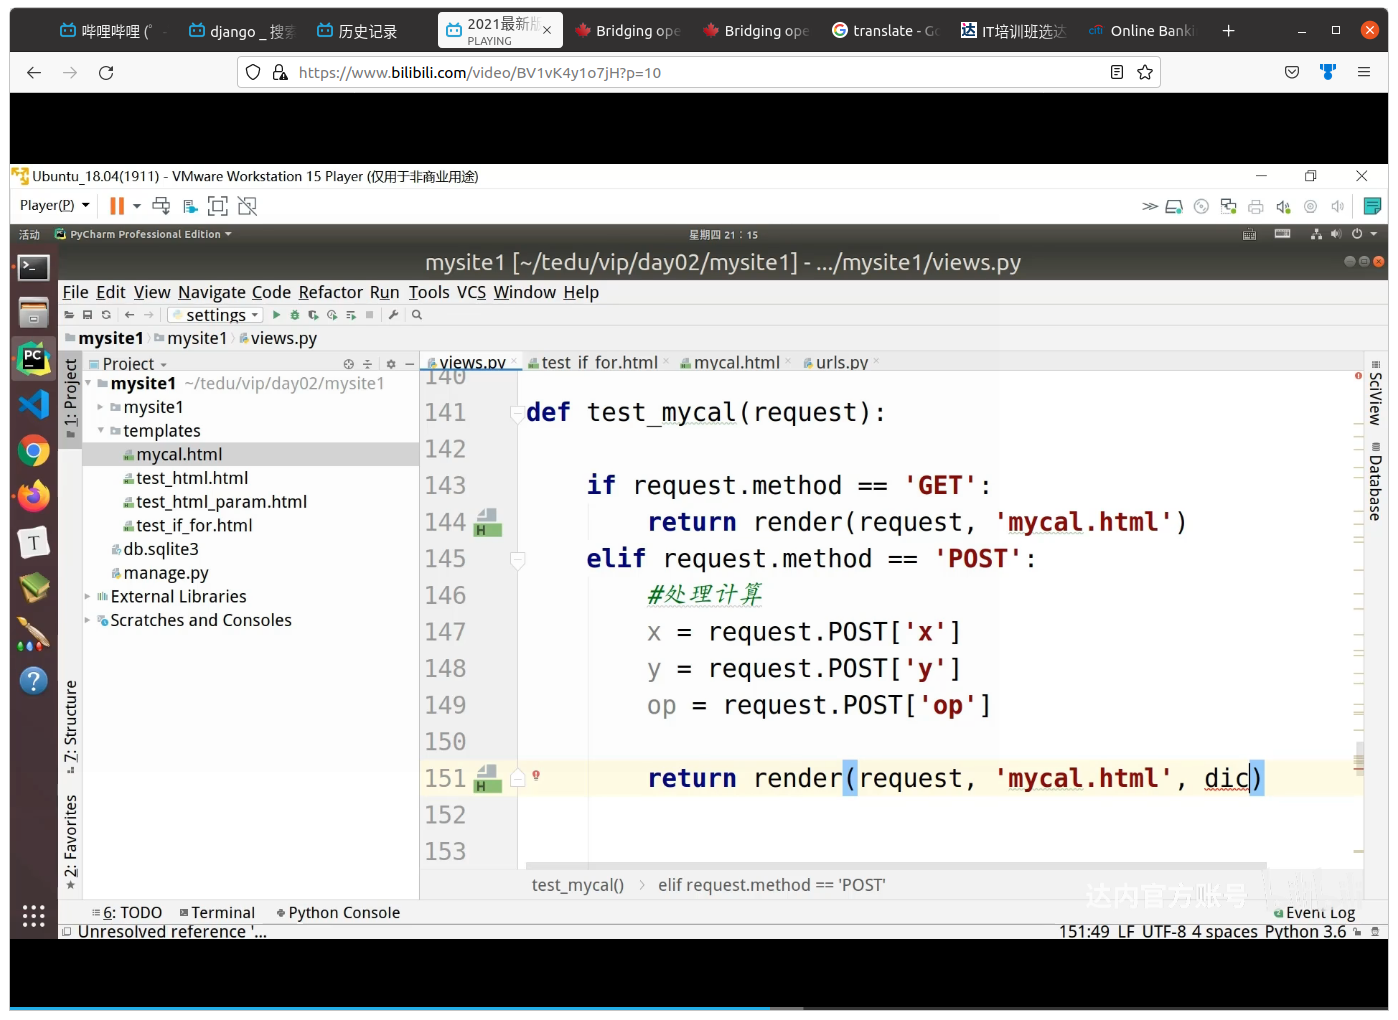 哔哩哔哩 (
django _ 搜索
历史记录
2021最新版
PLAYING
Bridging ope
Bridging ope
translate - Go
IT培训班选达
Online Banki
https://www.bilibili.com/video/BV1vK4y1o7jH?p=10
Ubuntu_18.04(1911) - VMware Workstation 15 Player (仅用于非商业用途)
Player(P)
活动 PyCharm Professional Edition 星期四 21：15
mysite1 [~/tedu/vip/day02/mysite1] - .../mysite1/views.py
File Edit View Navigate Code Refactor Run Tools VCS Window Help
settings
mysite1 mysite1 views.py
Project
views.py test_if_for.html mycal.html urls.py
mysite1 ~/tedu/vip/day02/mysite1
mysite1
templates
mycal.html
test_html.html
test_html_param.html
test_if_for.html
db.sqlite3
manage.py
External Libraries
Scratches and Consoles
1: Project
7: Structure
2: Favorites
SciView
Database
140
141 def test_mycal(request):
142
143 if request.method == 'GET':
144 return render(request, 'mycal.html')
145 elif request.method == 'POST':
146 #处理计算
147 x = request.POST['x']
148 y = request.POST['y']
149 op = request.POST['op']
150
151 return render(request, 'mycal.html', dic)
152
153
test_mycal() elif request.method == 'POST'
达内官方账号
6: TODO Terminal Python Console Event Log
Unresolved reference '... 151:49 LF UTF-8 4 spaces Python 3.6